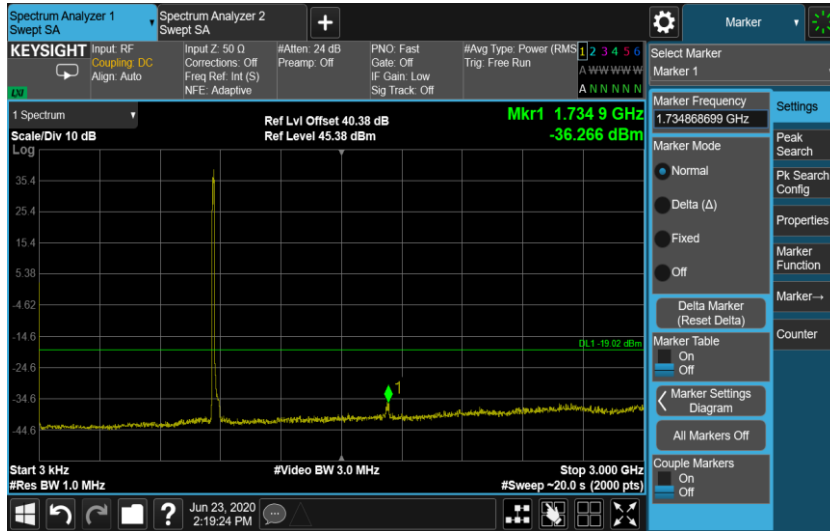 Spectrum Analyzer 1
Swept SA
Spectrum Analyzer 2
Swept SA
Marker
KEYSIGHT
Input: RF
Coupling: DC
Align: Auto
Input Z: 50 Ω
Corrections: Off
Freq Ref: Int (S)
NFE: Adaptive
#Atten: 24 dB
Preamp: Off
PNO: Fast
Gate: Off
IF Gain: Low
Sig Track: Off
#Avg Type: Power (RMS
Trig: Free Run
1 2 3 4 5 6
A W W W W W
A N N N N N
LXI
1 Spectrum
Scale/Div 10 dB
Log
Ref Lvl Offset 40.38 dB
Ref Level 45.38 dBm
Mkr1 1.734 9 GHz
-36.266 dBm
35.4
25.4
15.4
5.38
-4.62
-14.6
-24.6
-34.6
-44.6
DL1 -19.02 dBm
1
Start 3 kHz
#Res BW 1.0 MHz
#Video BW 3.0 MHz
Stop 3.000 GHz
#Sweep ~20.0 s (2000 pts)
Jun 23, 2020
2:19:24 PM
?
Select Marker
Marker 1
Marker Frequency
1.734868699 GHz
Marker Mode
Normal
Delta (Δ)
Fixed
Off
Delta Marker
(Reset Delta)
Marker Table
On
Off
Marker Settings
Diagram
All Markers Off
Couple Markers
On
Off
Settings
Peak
Search
Pk Search
Config
Properties
Marker
Function
Marker→
Counter